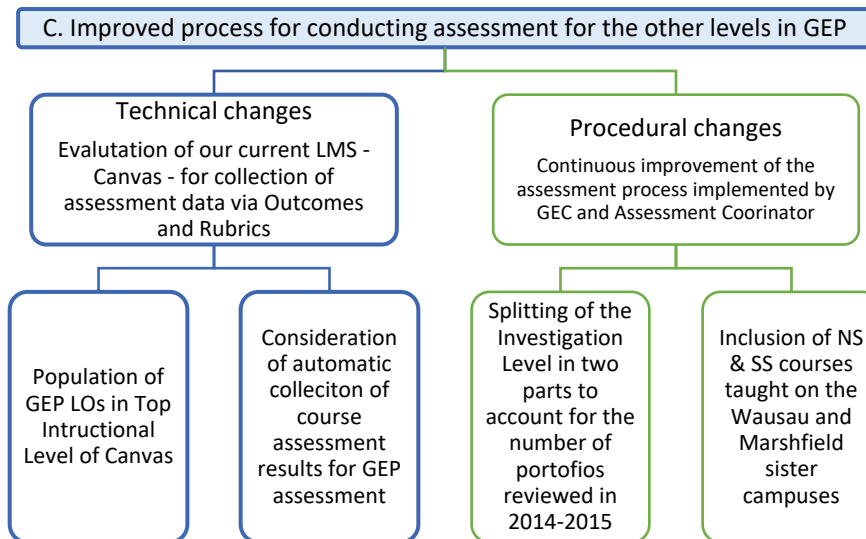 C. Improved process for conducting assessment for the other levels in GEP
Technical changes
Evalutation of our current LMS -
Canvas - for collection of
assessment data via Outcomes
and Rubrics
Procedural changes
Continuous improvement of the
assessment process implemented by
GEC and Assessment Coorinator
Population of
GEP LOs in Top
Intructional
Level of Canvas
Consideration
of automatic
colleciton of
course
assessment
results for GEP
assessment
Splitting of the
Investigation
Level in two
parts to
account for the
number of
portofios
reviewed in
2014-2015
Inclusion of NS
& SS courses
taught on the
Wausau and
Marshfield
sister
campuses